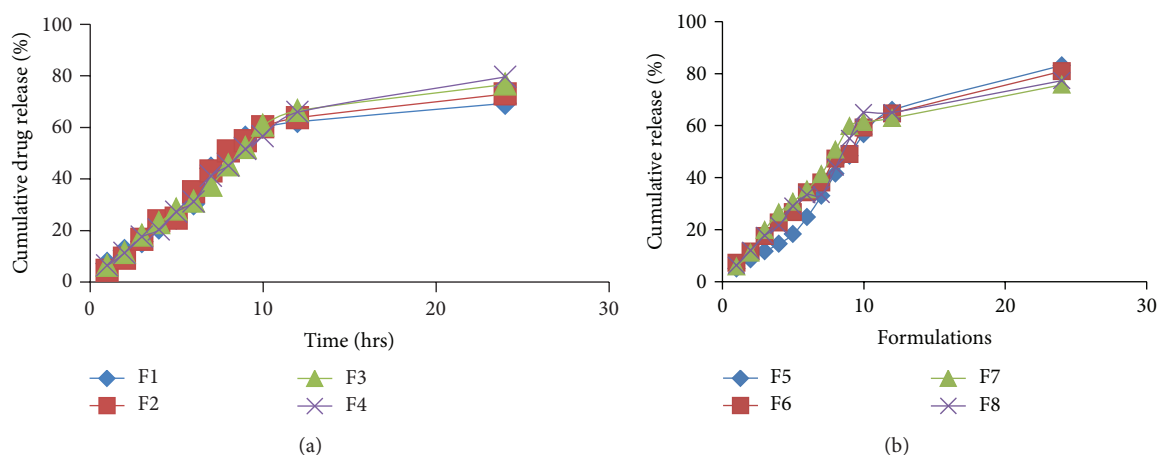 Cumulative drug release (%)
100
80
60
40
20
0
0 10 20 30
Time (hrs)
F1 F3
F2 F4
(a)
Cumulative release (%)
100
80
60
40
20
0
0 10 20 30
Formulations
F5 F7
F6 F8
(b)